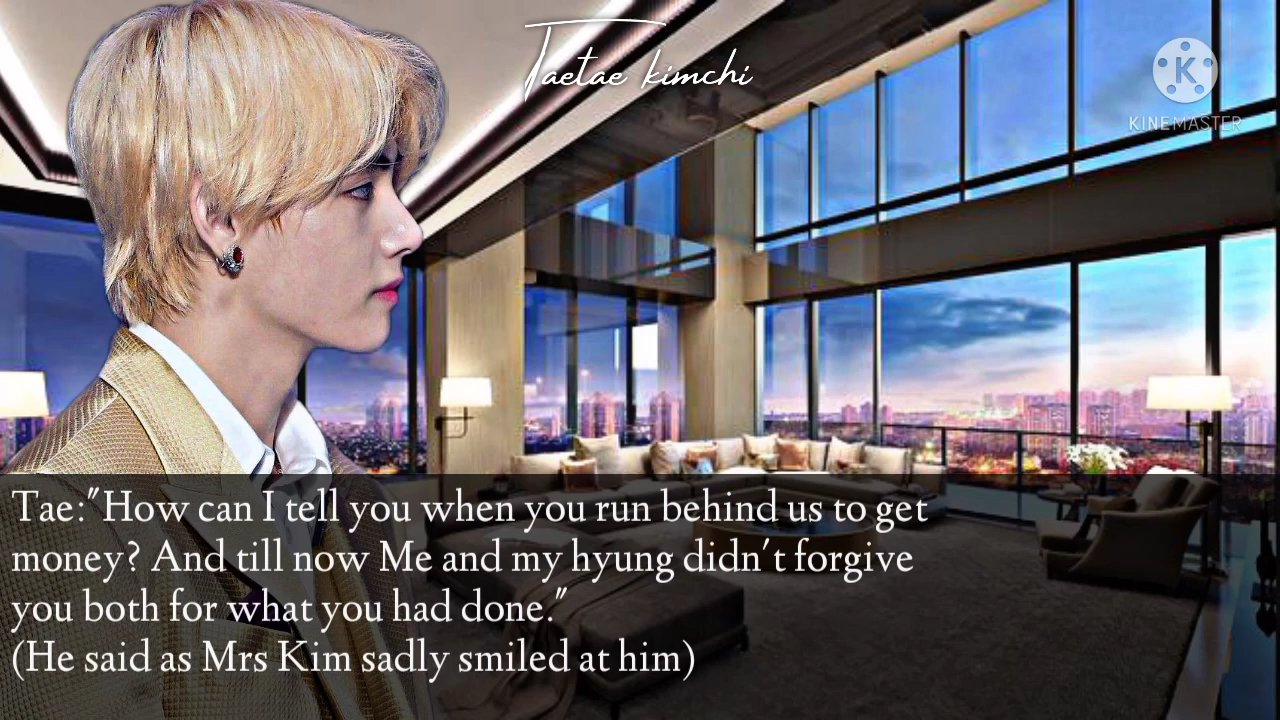 Taetae kimchi
K
KINEMASTER
Tae:"How can I tell you when you run behind us to get
money? And till now Me and my hyung didn't forgive
you both for what you had done."
(He said as Mrs Kim sadly smiled at him)